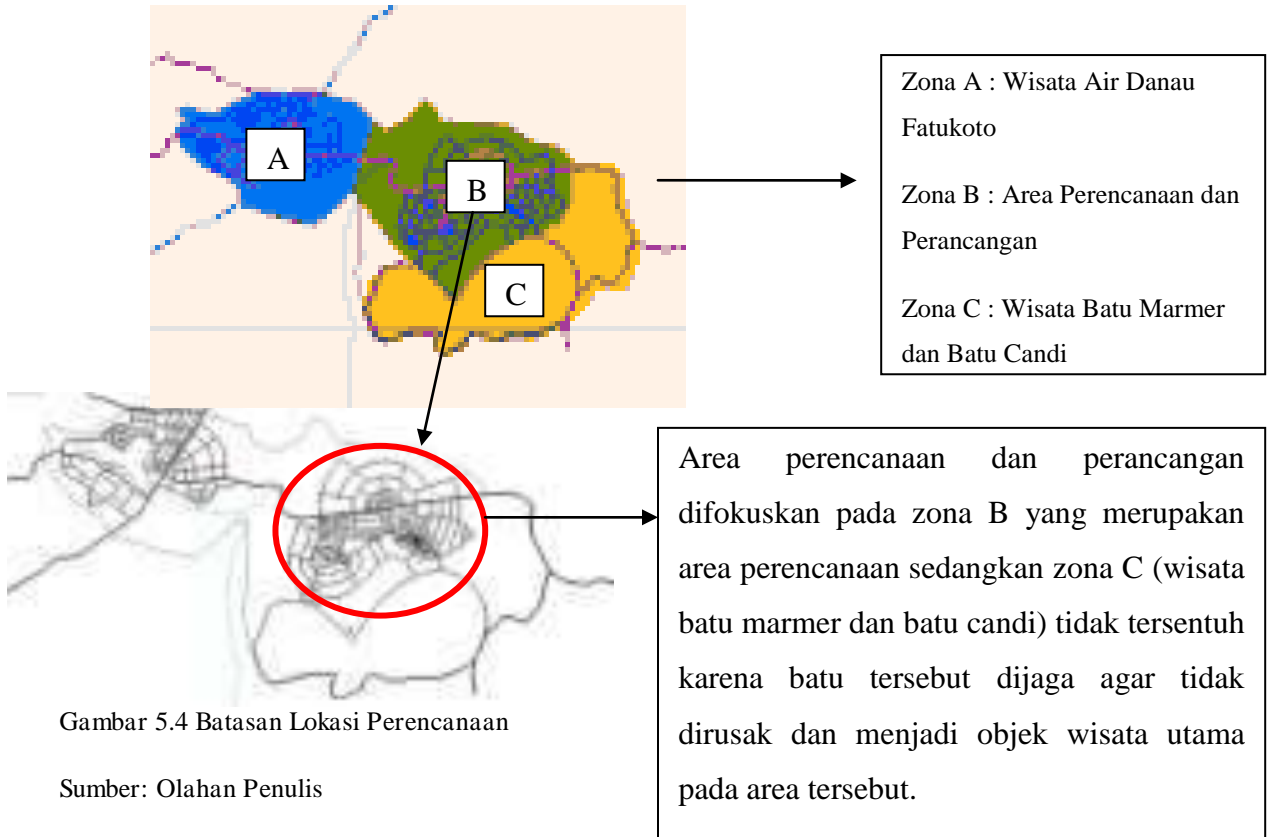 A
B
C
Zona A : Wisata Air Danau
Fatukoto
Zona B : Area Perencanaan dan
Perancangan
Zona C : Wisata Batu Marmer
dan Batu Candi
Area perencanaan dan perancangan
difokuskan pada zona B yang merupakan
area perencanaan sedangkan zona C (wisata
batu marmer dan batu candi) tidak tersentuh
karena batu tersebut dijaga agar tidak
dirusak dan menjadi objek wisata utama
pada area tersebut.
Gambar 5.4 Batasan Lokasi Perencanaan
Sumber: Olahan Penulis